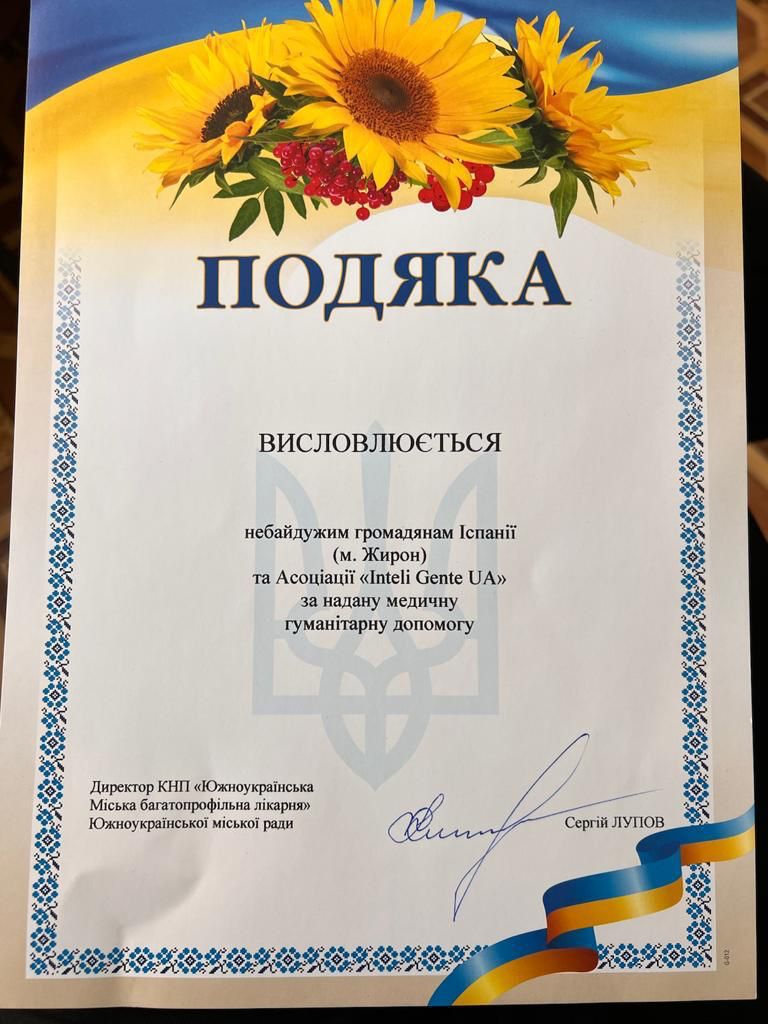 ПОДЯКА
ВИСЛОВЛЮЄТЬСЯ
небайдужим громадянам Іспанії
(м. Жирон)
та Асоціації «Inteli Gente UA»
за надану медичну
гуманітарну допомогу
Директор КНП «Южноукраїнська
Міська багатопрофільна лікарня»
Южноукраїнської міської ради
Сергій ЛУПОВ
G-012